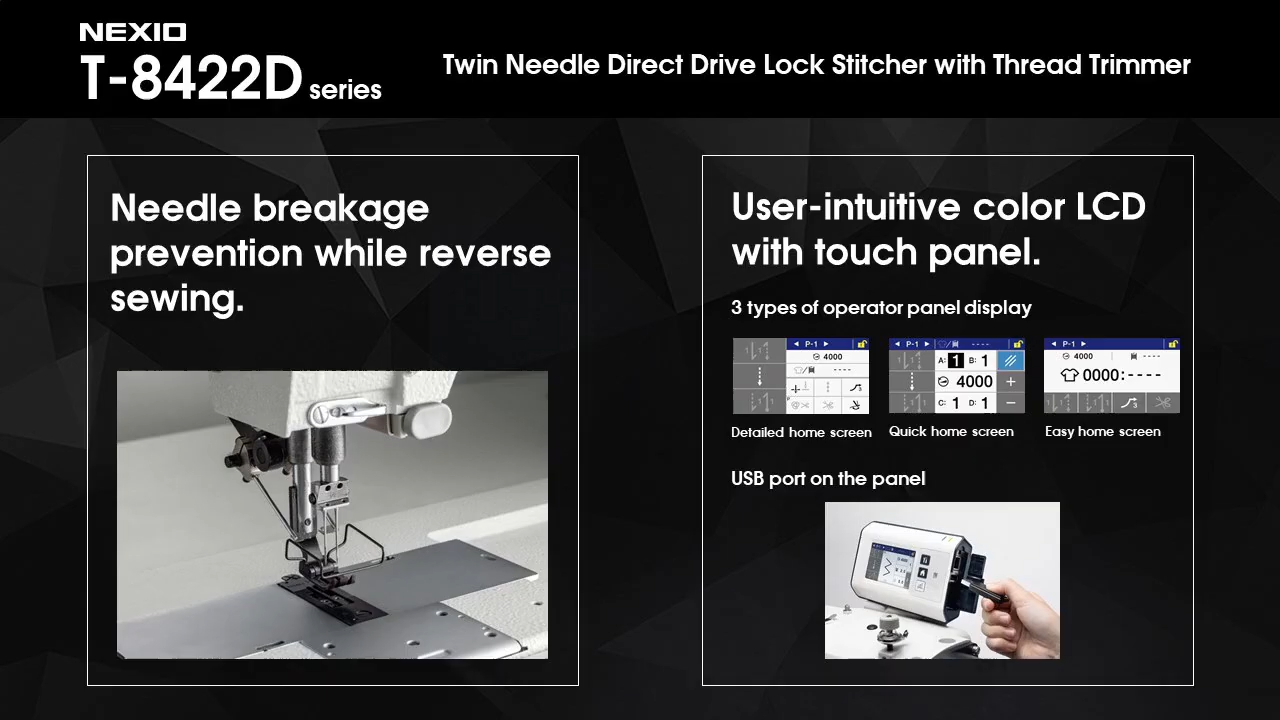 NEXIO
T-8422D series
Twin Needle Direct Drive Lock Stitcher with Thread Trimmer
Needle breakage
prevention while reverse
sewing.
User-intuitive color LCD
with touch panel.
3 types of operator panel display
P-1
4000
----
P-1 ----
A: 1 B: 1
4000
C: 1 D: 1
P-1
4000 ----
0000:----
Detailed home screen
Quick home screen
Easy home screen
USB port on the panel